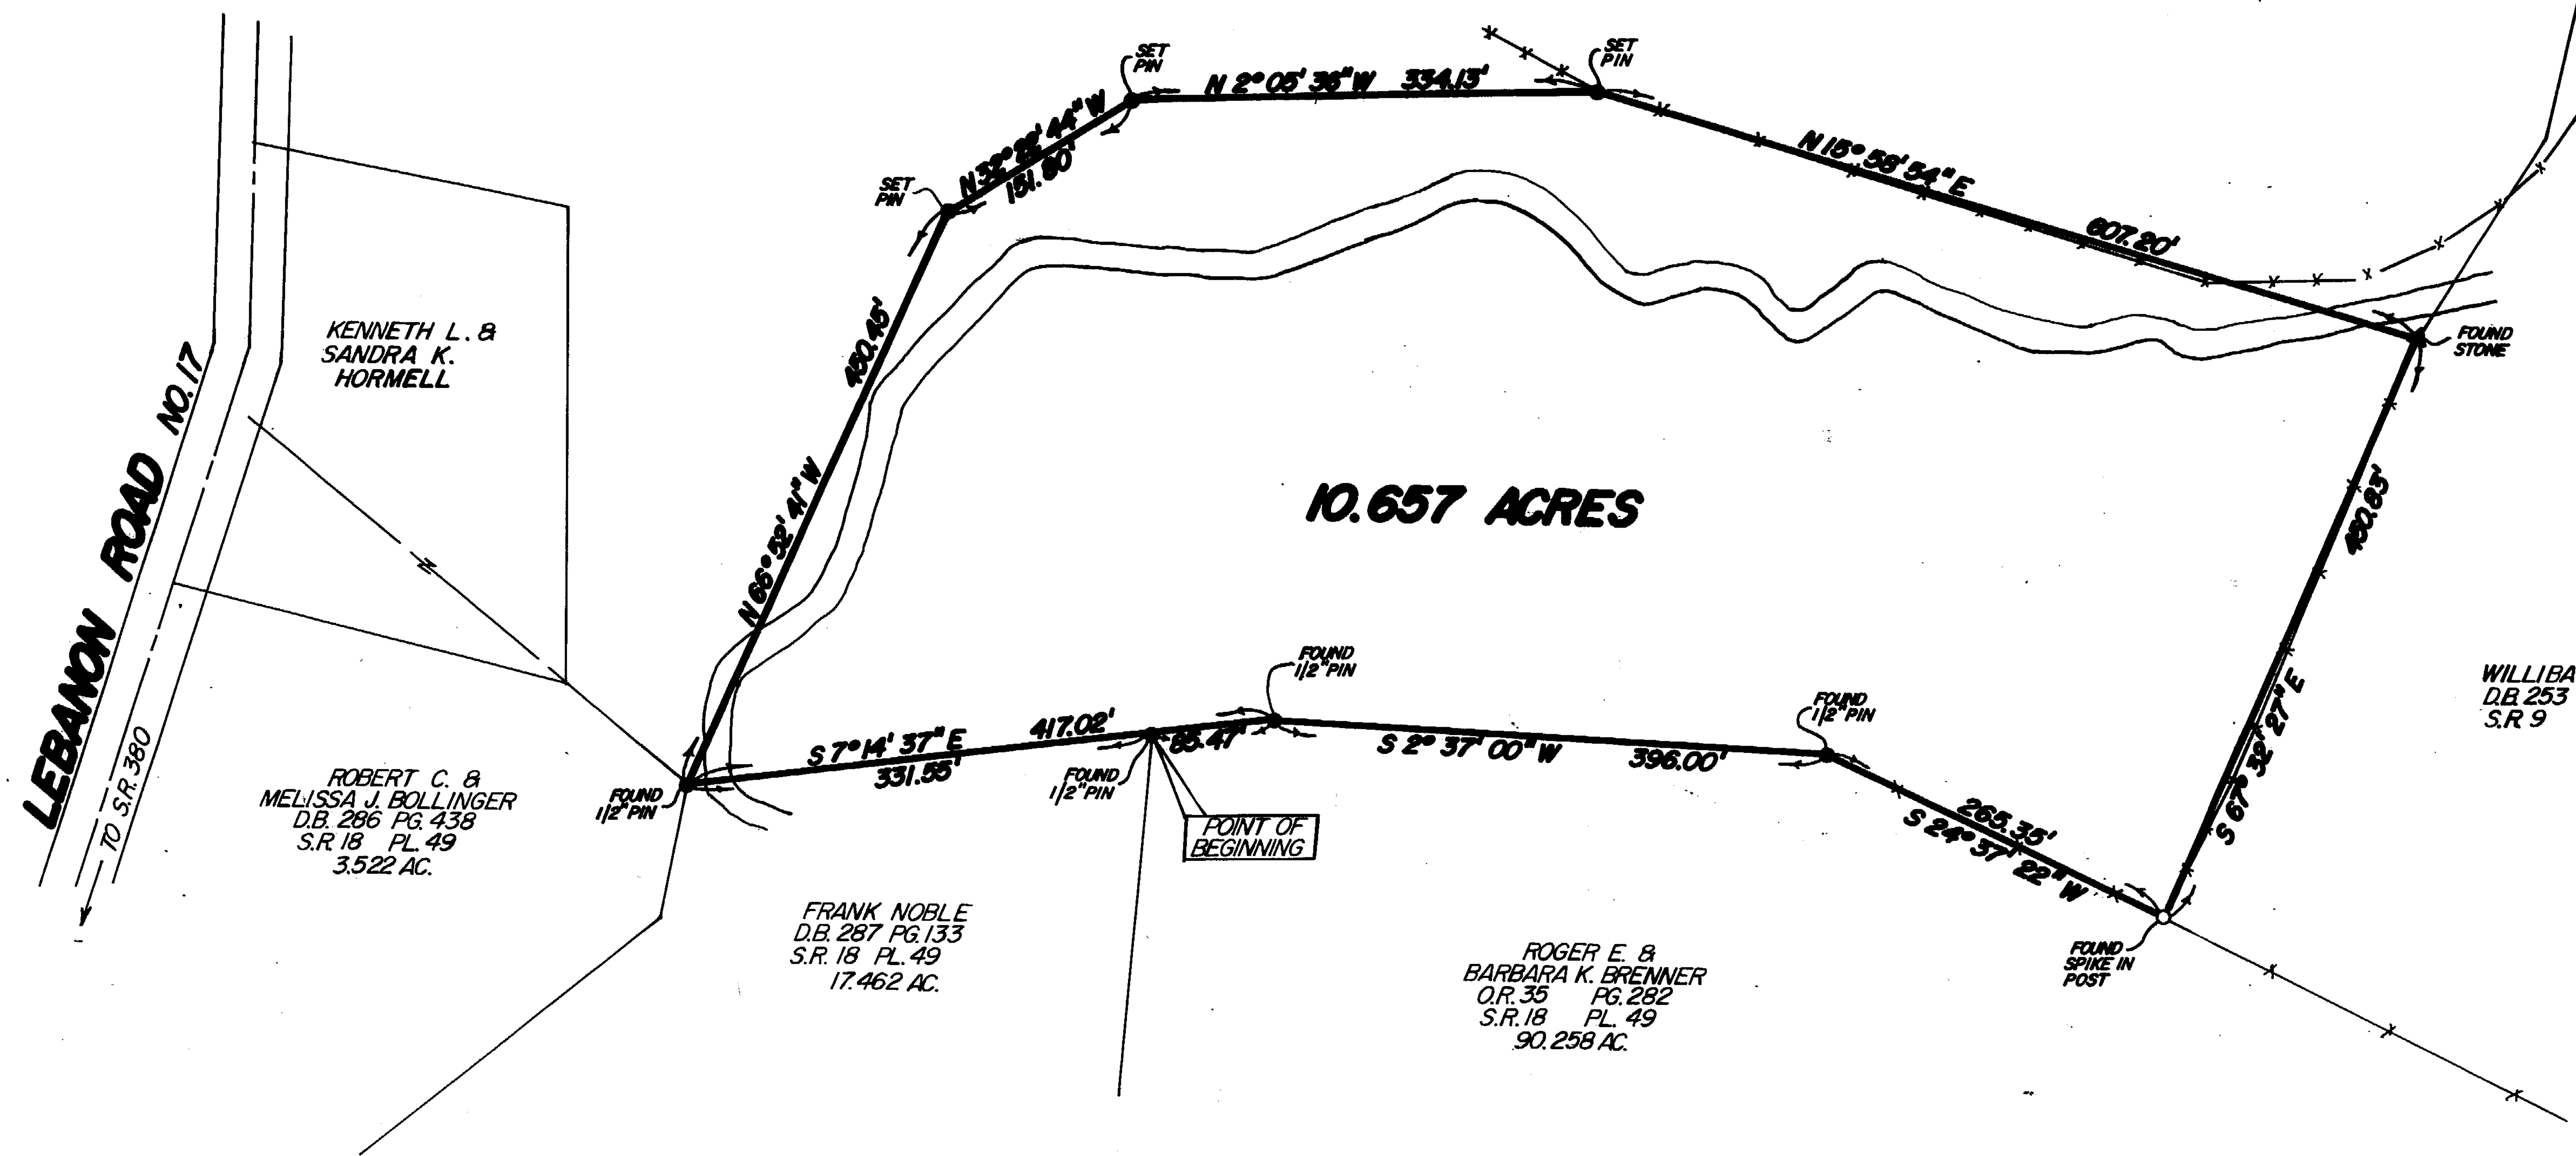 SET
PIN
N 2° 05' 36" W 334.13'
SET
PIN
N 32° 22' 44" W
151.80'
SET
PIN
N 15° 58' 54" E
607.20'
FOUND
STONE
KENNETH L. &
SANDRA K.
HORMELL
LEBANON ROAD NO. 17
TO S.R. 380
450.45'
N 66° 52' 41" W
10.657 ACRES
S 67° 32' 27" E
WILLIBA
D.B. 253
S.R. 9
FOUND
1/2" PIN
FOUND
1/2" PIN
S 7° 14' 37" E 417.02'
331.55'
85.47'
S 2° 37' 00" W 396.00'
265.35'
S 24° 37' 22" W
FOUND
1/2" PIN
FOUND
1/2" PIN
POINT OF
BEGINNING
FOUND
SPIKE IN
POST
ROBERT C. &
MELISSA J. BOLLINGER
D.B. 286 PG. 438
S.R. 18 PL. 49
3.522 AC.
FRANK NOBLE
D.B. 287 PG. 133
S.R. 18 PL. 49
17.462 AC.
ROGER E. &
BARBARA K. BRENNER
O.R. 35 PG. 282
S.R. 18 PL. 49
90.258 AC.